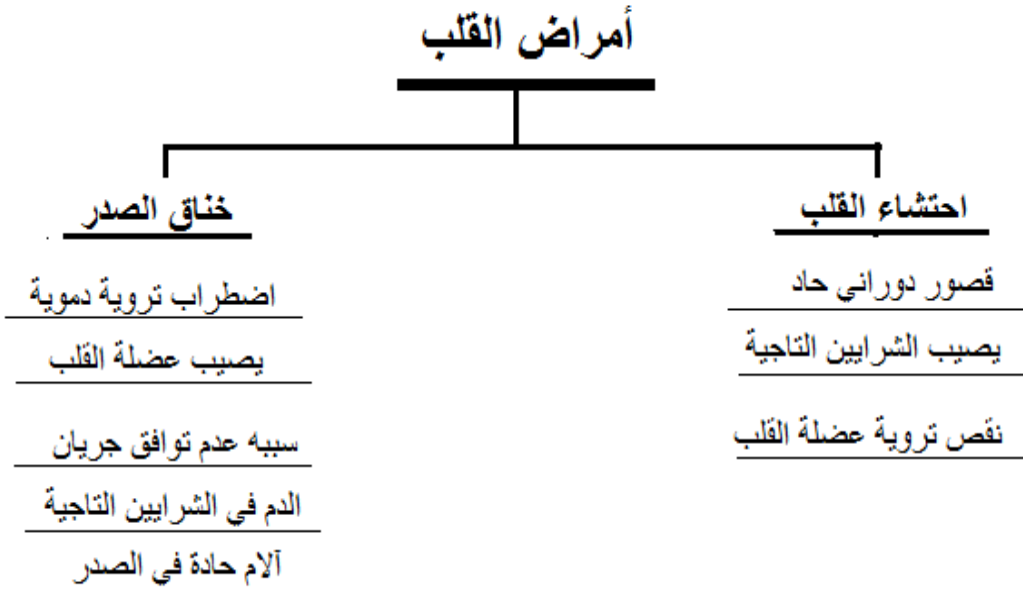 أمراض القلب
احتشاء القلب
قصور دوراني حاد
يصيب الشرايين التاجية
نقص تروية عضلة القلب
خناق الصدر
اضطراب تروية دموية
يصيب عضلة القلب
سببه عدم توافق جريان
الدم في الشرايين التاجية
آلام حادة في الصدر